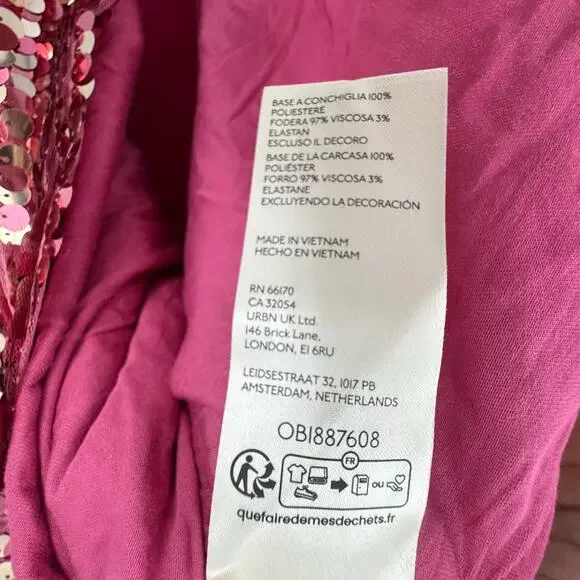 BASE A CONCHIGLIA 100%
POLIESTERE
FODERA 97% VISCOSA 3%
ELASTAN
ESCLUSO IL DECORO
BASE DE LA CARCASA 100%
POLIÉSTER
FORRO 97% VISCOSA 3%
ELASTANE
EXCLUYENDO LA DECORACIÓN
MADE IN VIETNAM
HECHO EN VIETNAM
RN 66170
CA 32054
URBN UK Ltd.
146 Brick Lane,
LONDON, E1 6RU
LEIDSESTRAAT 32, 1017 PB
AMSTERDAM, NETHERLANDS
OB1887608
FR
OU
quefairedemesdechets.fr